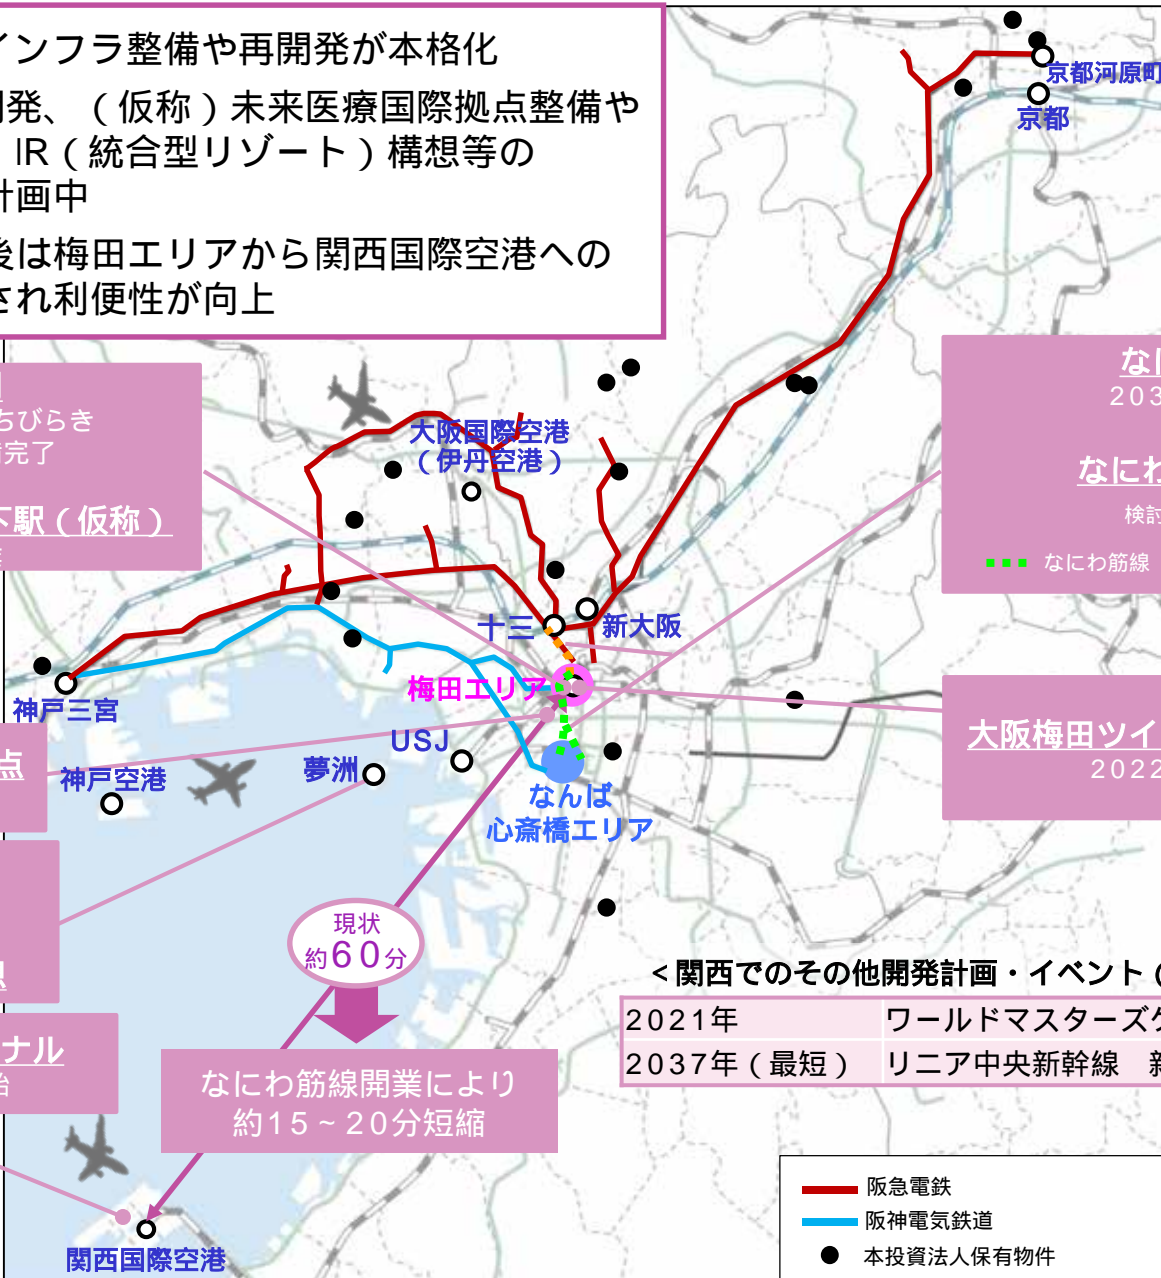 インフラ整備や再開発が本格化
開発、（仮称）未来医療国際拠点整備や
IR（統合型リゾート）構想等の
計画中
後は梅田エリアから関西国際空港への
され利便性が向上
京都河原町
京都
ちびらき
完了
下駅（仮称）
大阪国際空港
（伊丹空港）
203
なにわ
検討
なにわ筋線
十三
新大阪
梅田エリア
神戸三宮
点
神戸空港
USJ
夢洲
なんば
心斎橋エリア
大阪梅田ツイ
2022
現状
約60分
想
ナル
なにわ筋線開業により
約15~20分短縮
関西国際空港
<関西でのその他開発計画・イベント（
2021年 ワールドマスターズゲ
2037年（最短） リニア中央新幹線 新
阪急電鉄
阪神電気鉄道
本投資法人保有物件